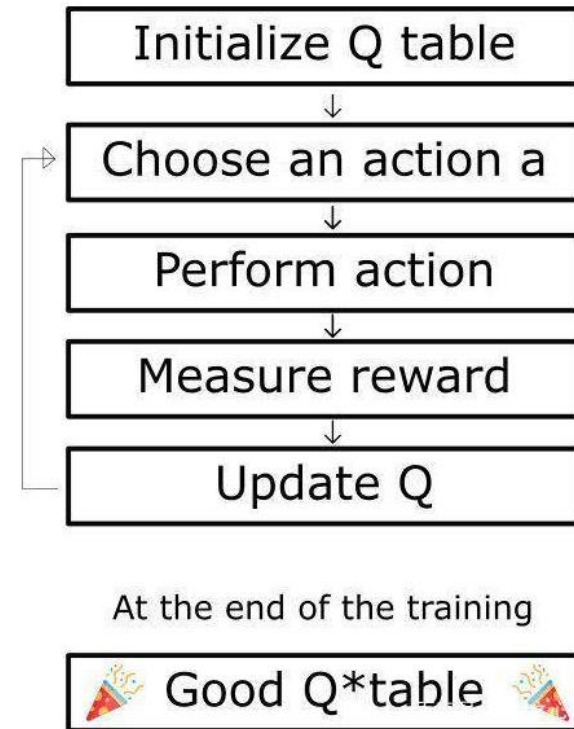 Initialize Q table
Choose an action a
Perform action
Measure reward
Update Q
At the end of the training
Good Q*table